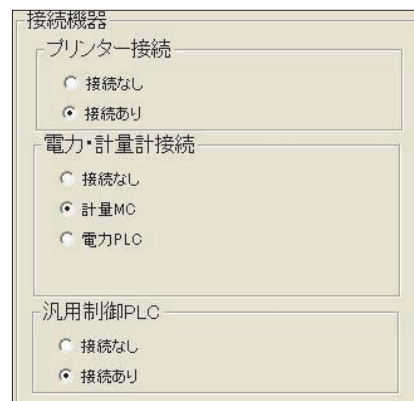 接続機器
プリンター接続
接続なし
接続あり
電力・計量計接続
接続なし
計量MC
電力PLC
汎用制御PLC
接続なし
接続あり